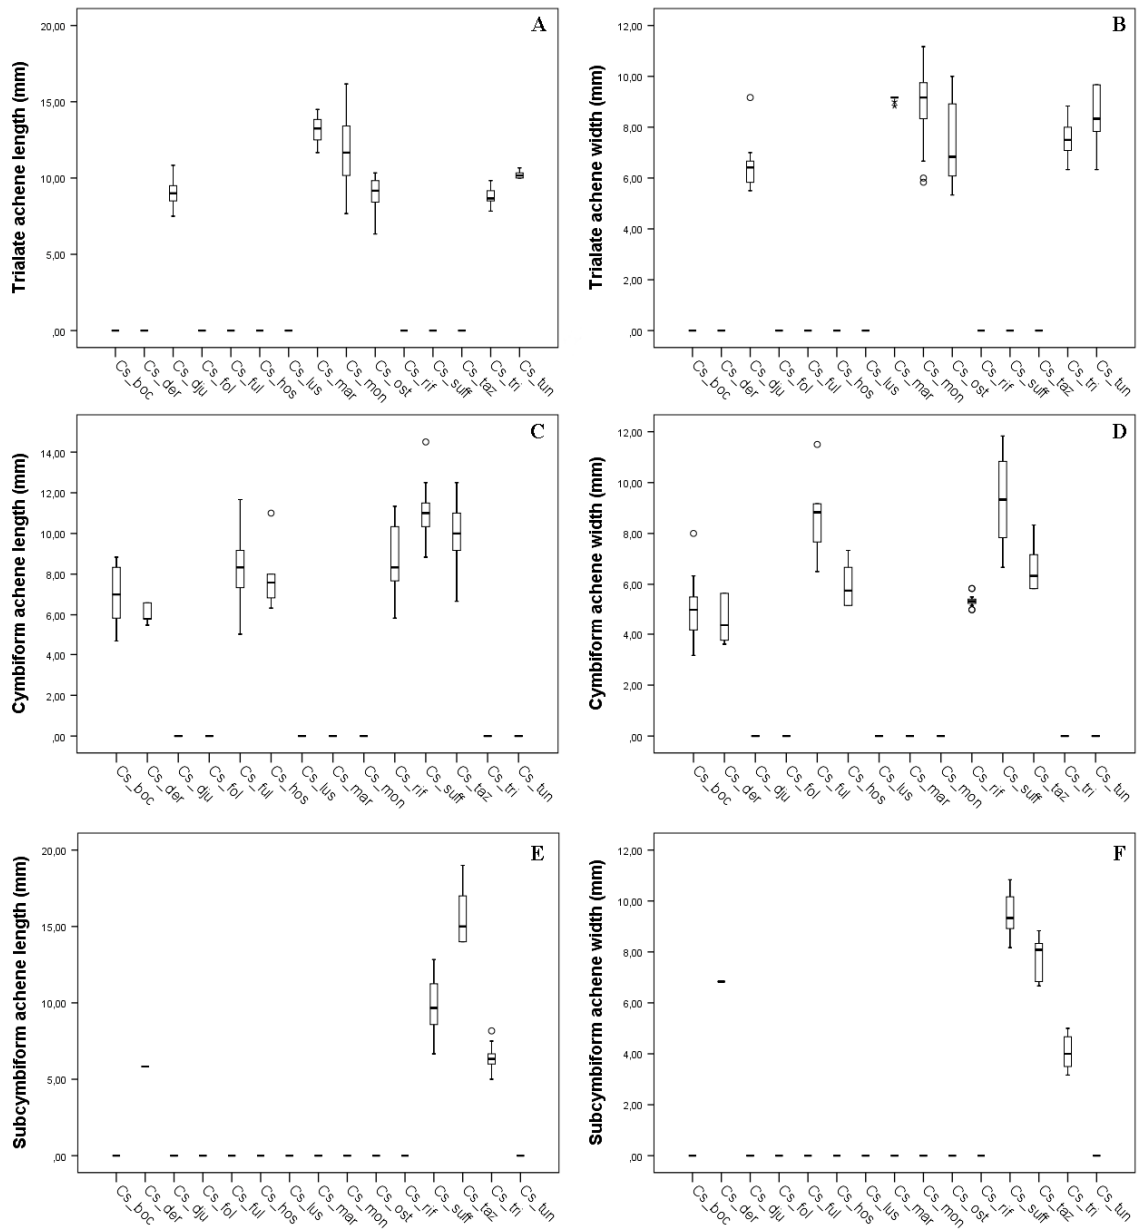 A
Trialate achene length (mm)
20,00
15,00
10,00
5,00
,00
Cs_boc
Cs_der
Cs_dju
Cs_fol
Cs_ful
Cs_hos
Cs_lus
Cs_mar
Cs_mon
Cs_ost
Cs_rif
Cs_suff
Cs_taz
Cs_tri
Cs_tun
B
Trialate achene width (mm)
12,00
10,00
8,00
6,00
4,00
2,00
,00
Cs_boc
Cs_der
Cs_dju
Cs_fol
Cs_ful
Cs_hos
Cs_lus
Cs_mar
Cs_mon
Cs_ost
Cs_rif
Cs_suff
Cs_taz
Cs_tri
Cs_tun
C
Cymbiform achene length (mm)
14,00
12,00
10,00
8,00
6,00
4,00
2,00
,00
Cs_boc
Cs_der
Cs_dju
Cs_fol
Cs_ful
Cs_hos
Cs_lus
Cs_mar
Cs_mon
Cs_rif
Cs_suff
Cs_taz
Cs_tri
Cs_tun
D
Cymbiform achene width (mm)
12,00
10,00
8,00
6,00
4,00
2,00
,00
Cs_boc
Cs_der
Cs_dju
Cs_fol
Cs_ful
Cs_hos
Cs_lus
Cs_mar
Cs_mon
Cs_rif
Cs_suff
Cs_taz
Cs_tri
Cs_tun
E
Subcymbiform achene length (mm)
20,00
15,00
10,00
5,00
,00
Cs_boc
Cs_der
Cs_dju
Cs_fol
Cs_ful
Cs_hos
Cs_lus
Cs_mar
Cs_mon
Cs_ost
Cs_rif
Cs_suff
Cs_taz
Cs_tri
Cs_tun
F
Subcymbiform achene width (mm)
12,00
10,00
8,00
6,00
4,00
2,00
,00
Cs_boc
Cs_der
Cs_dju
Cs_fol
Cs_ful
Cs_hos
Cs_lus
Cs_mar
Cs_mon
Cs_ost
Cs_rif
Cs_suff
Cs_taz
Cs_tri
Cs_tun